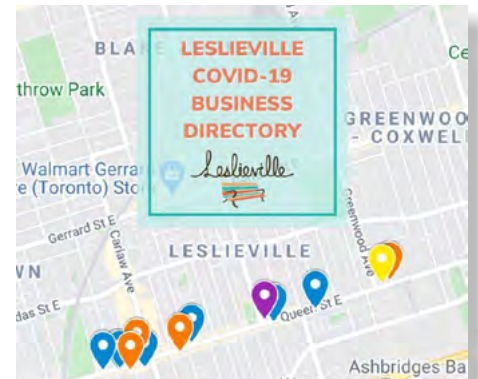 BLA
LESLIEVILLE
COVID-19
BUSINESS
DIRECTORY
Leslieville
Ce
throw Park
GREENWOO
- COXWEL
Walmart Gerra
e (Toronto) Sto
Gerrard St E
Carlaw Ave
Greenwood Ave
LESLIEVILLE
WN
das St E
Queen St E
Ashbridges Ba